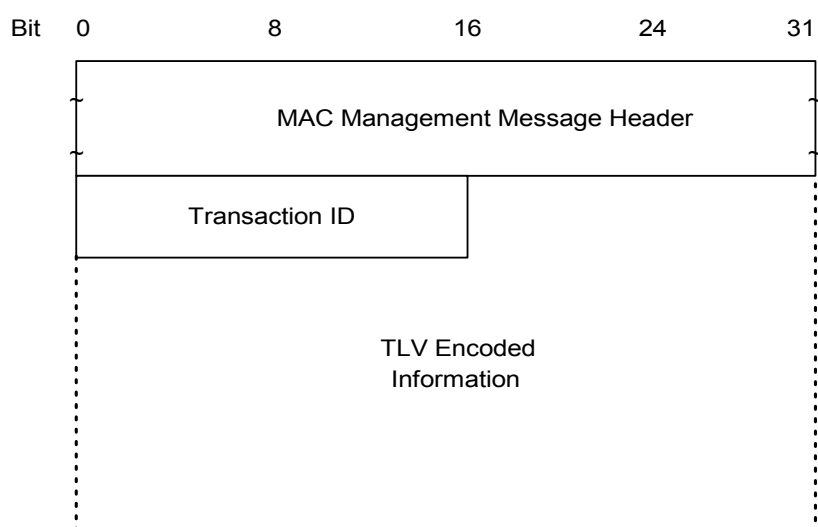 Bit 0 8 16 24 31
MAC Management Message Header
Transaction ID
TLV Encoded
Information